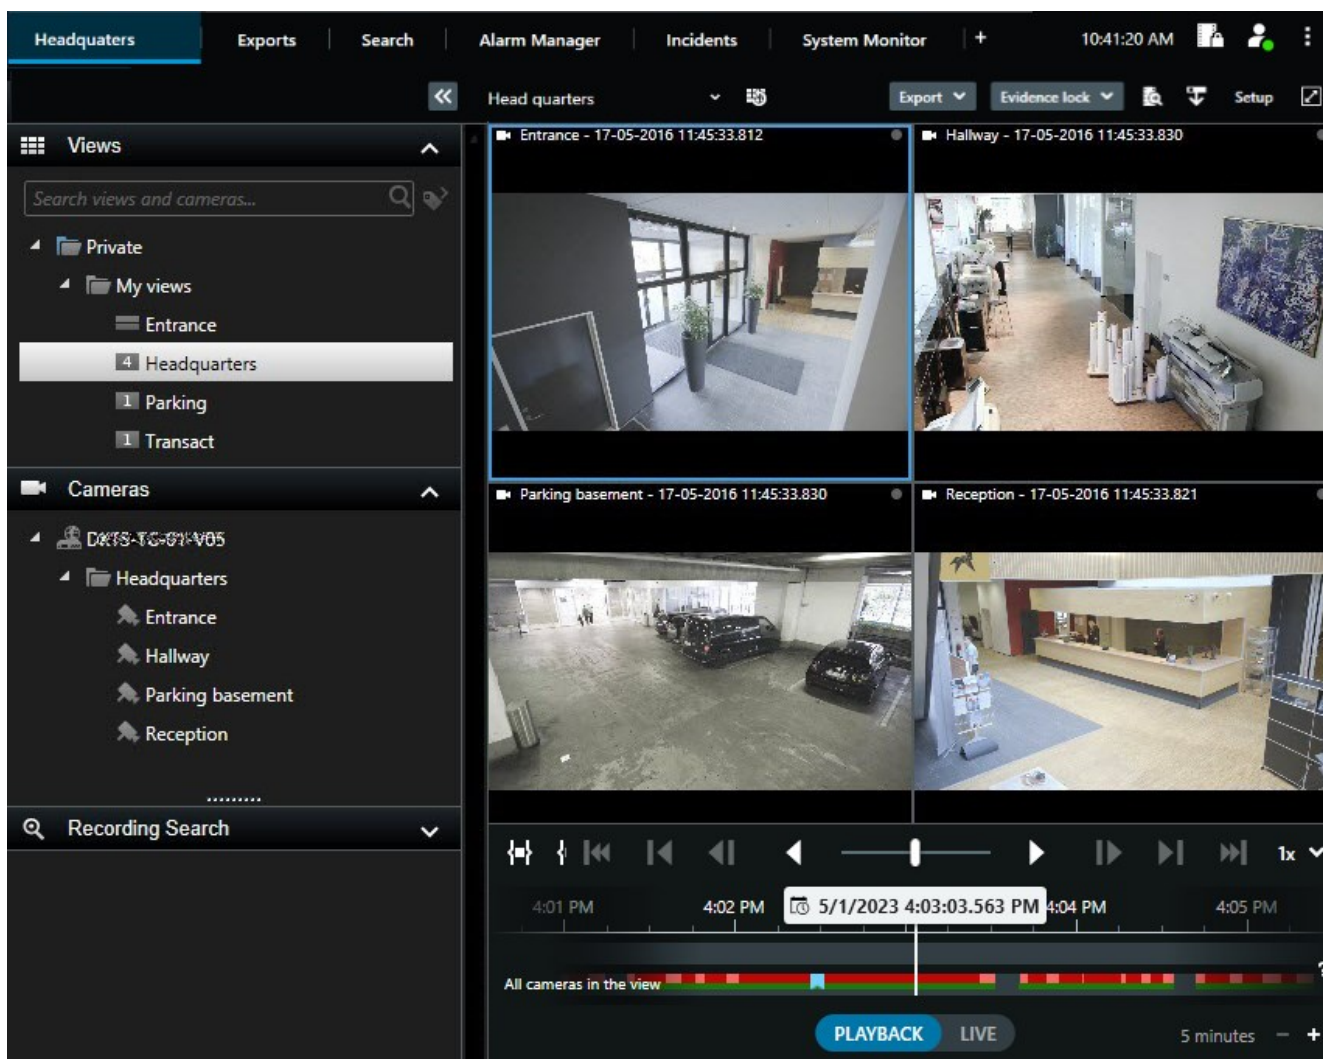 Headquaters Exports Search Alarm Manager Incidents System Monitor + 10:41:20 AM
Head quarters Export Evidence lock Setup
Views
Search views and cameras...
Private
My views
Entrance
4 Headquarters
1 Parking
1 Transact
Cameras
Headquarters
Entrance
Hallway
Parking basement
Reception
Recording Search
Entrance - 17-05-2016 11:45:33.812
Hallway - 17-05-2016 11:45:33.830
Parking basement - 17-05-2016 11:45:33.830
Reception - 17-05-2016 11:45:33.821
1x
4:01 PM 4:02 PM 5/1/2023 4:03:03.563 PM 4:04 PM 4:05 PM
All cameras in the view
PLAYBACK LIVE 5 minutes - +